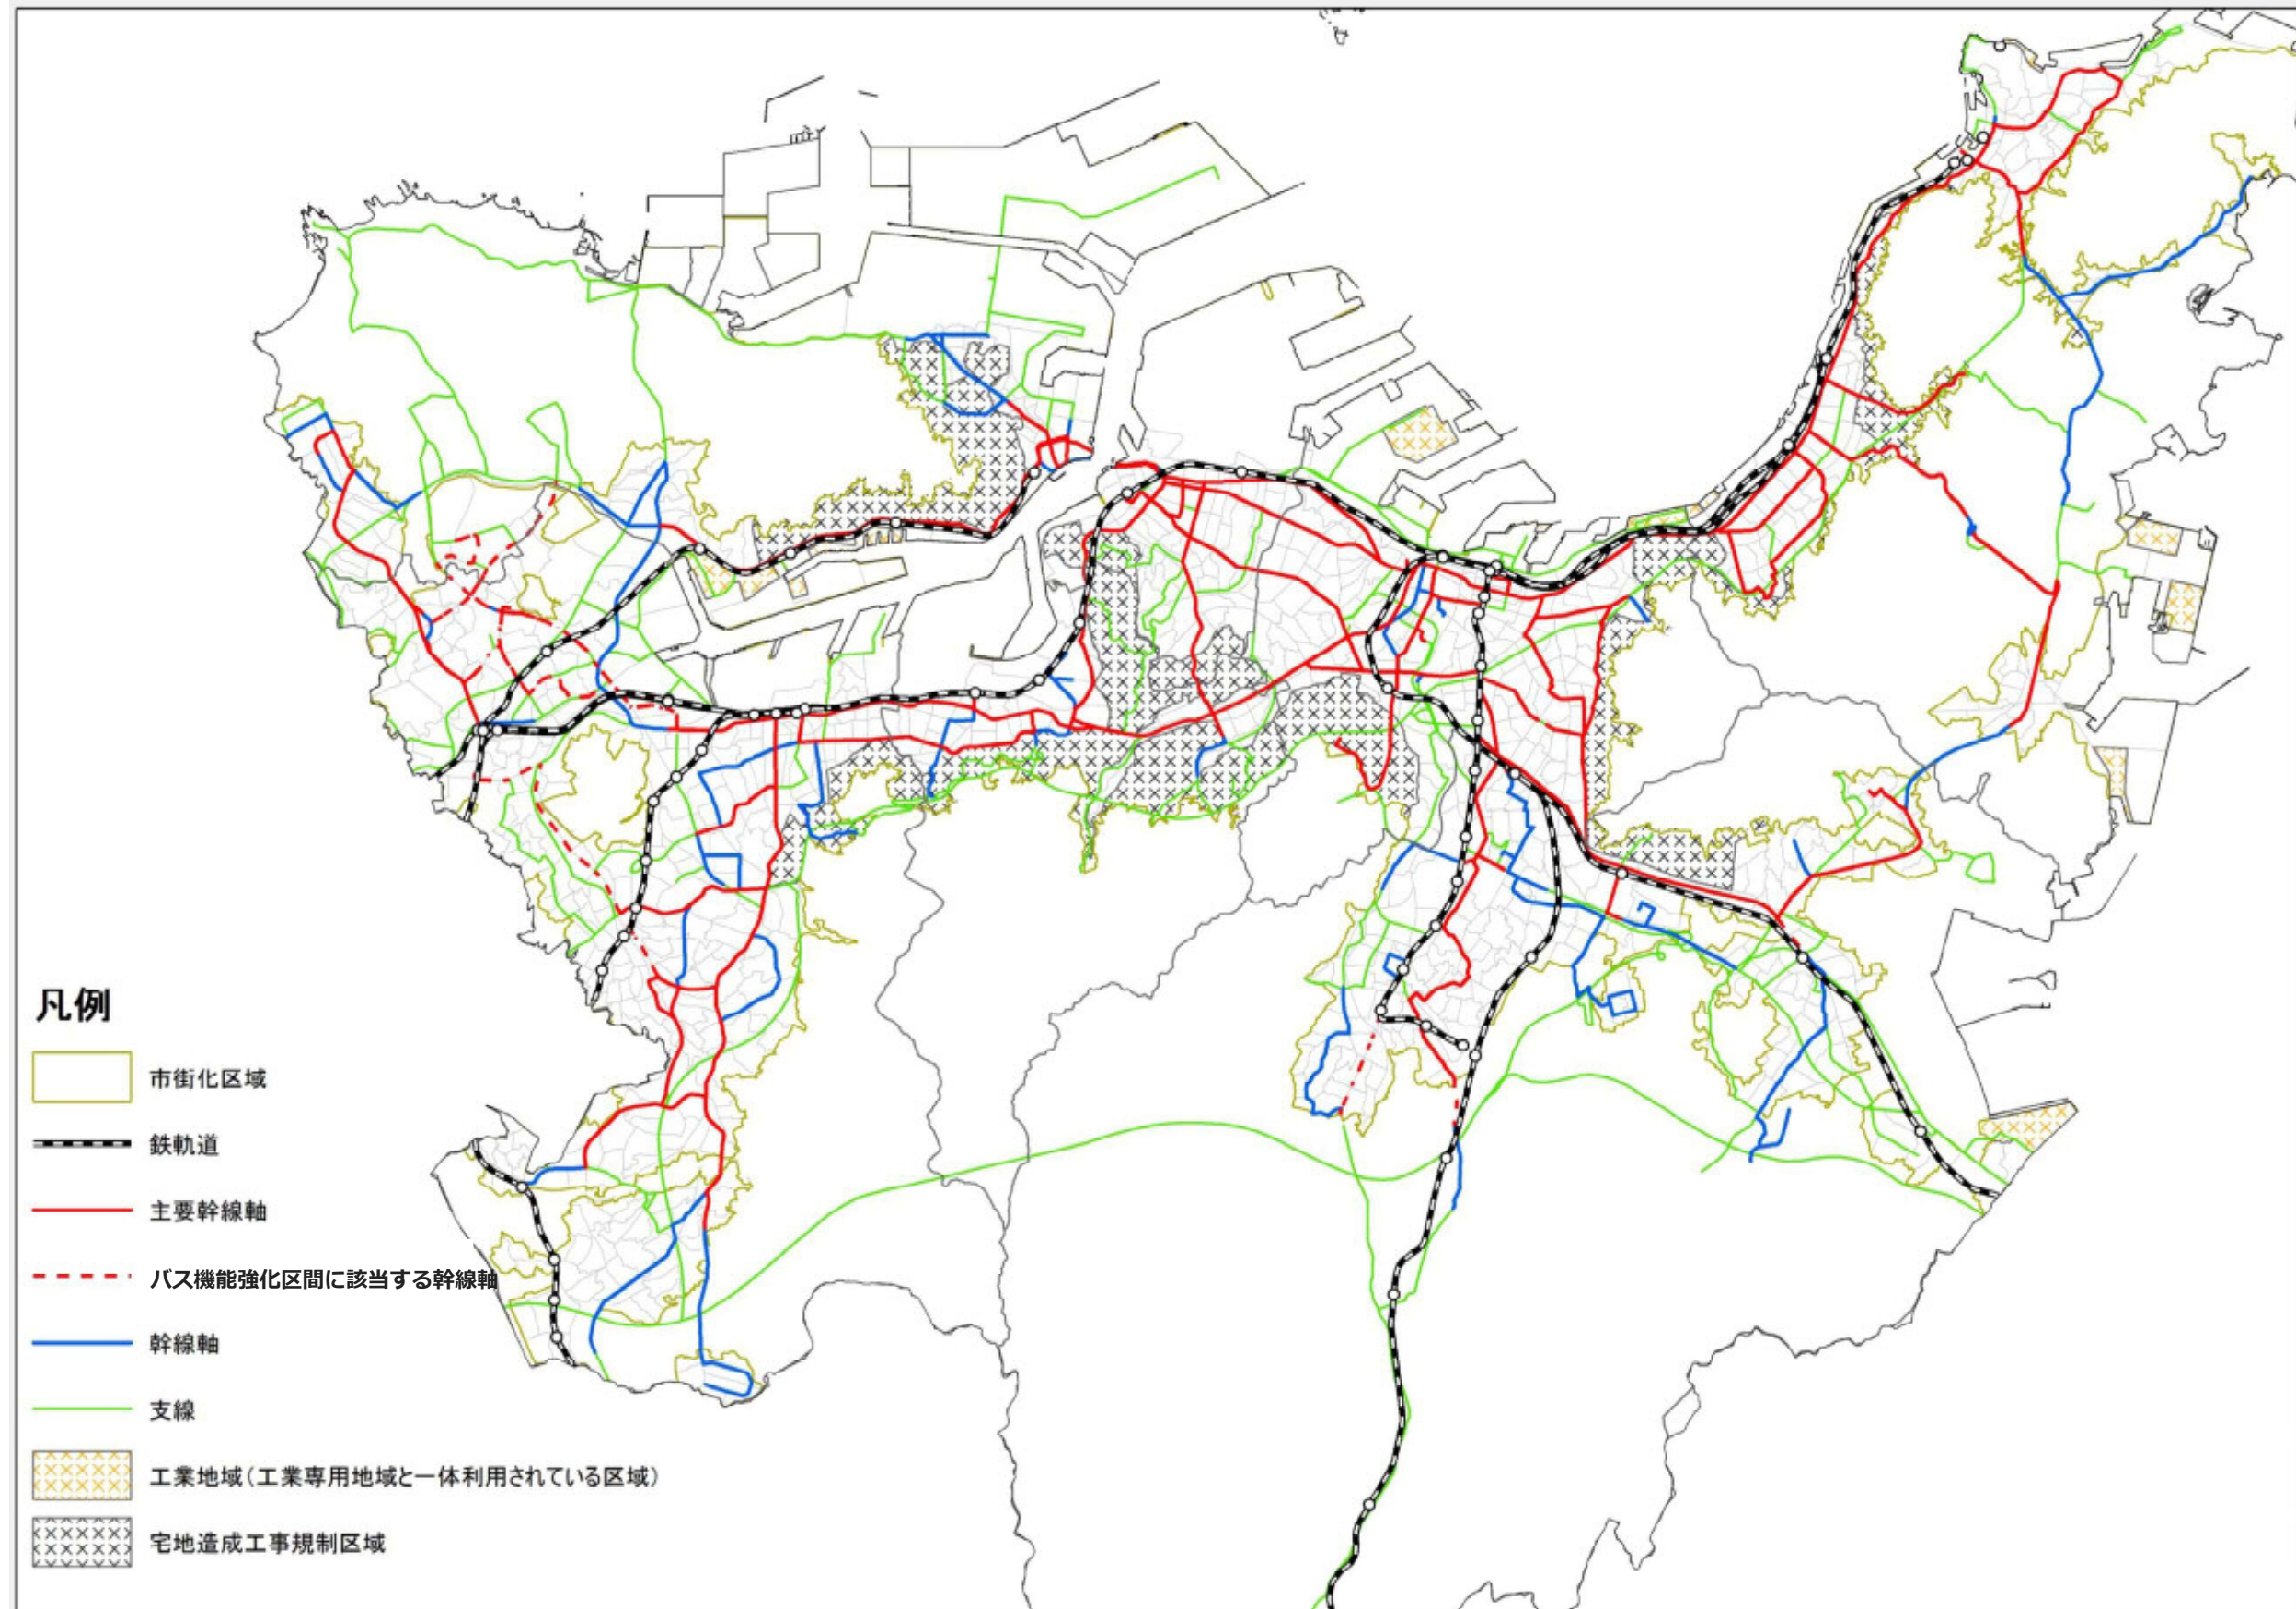 凡例
市街化区域
鉄軌道
主要幹線軸
バス機能強化区間に該当する幹線軸
幹線軸
支線
工業地域(工業専用地域と一体利用されている区域)
宅地造成工事規制区域